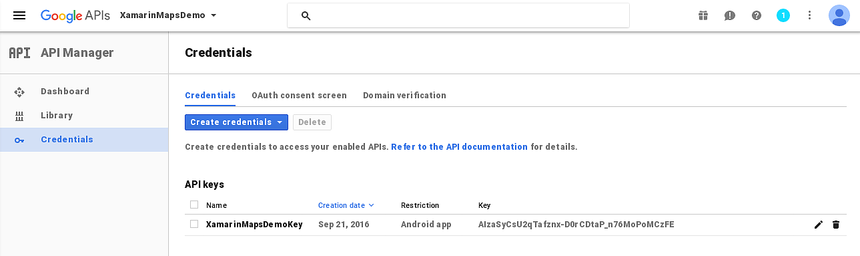 Google APIs XamarinMapsDemo 1
API API Manager Credentials
Dashboard
Library
Credentials
Credentials OAuth consent screen Domain verification
Create credentials Delete
Create credentials to access your enabled APIs. Refer to the API documentation for details.
API keys
Name Creation date Restriction Key
XamarinMapsDemoKey Sep 21, 2016 Android app AIzaSyCsU2qTafznx-D0rCDtaP_n76MoPoMCzFE